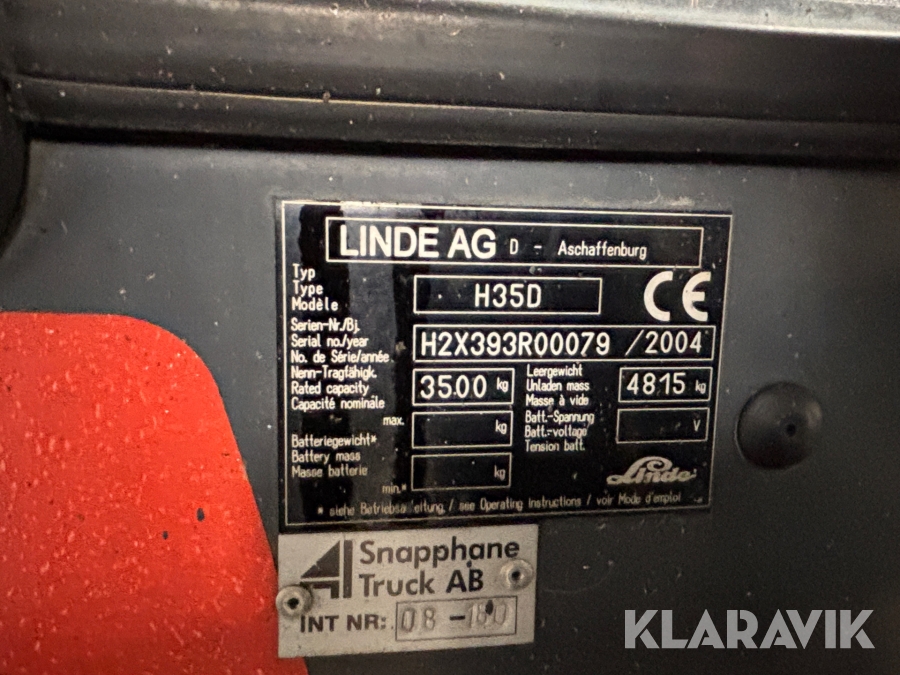 LINDE AG D - Aschaffenburg
Typ
Type
Modèle
H35D
CE
Serien-Nr./Bj.
Serial no./year
No. de Série/année
H2X393R00079 /2004
Nenn-Tragfähigk.
Rated capacity
Capacité nominale
3500 kg
Leergewicht
Unladen mass
Masse à vide
4815 kg
max.
kg
Batt.-Spannung
Batt.-voltage
Tension batt.
V
Batteriegewicht*
Battery mass
Masse batterie
min.*
kg
Linde
* siehe Betriebsanleitung / see Operating instructions / voir Mode d'emploi
Snapphane
Truck AB
INT NR: 08-180
KLARAVIK